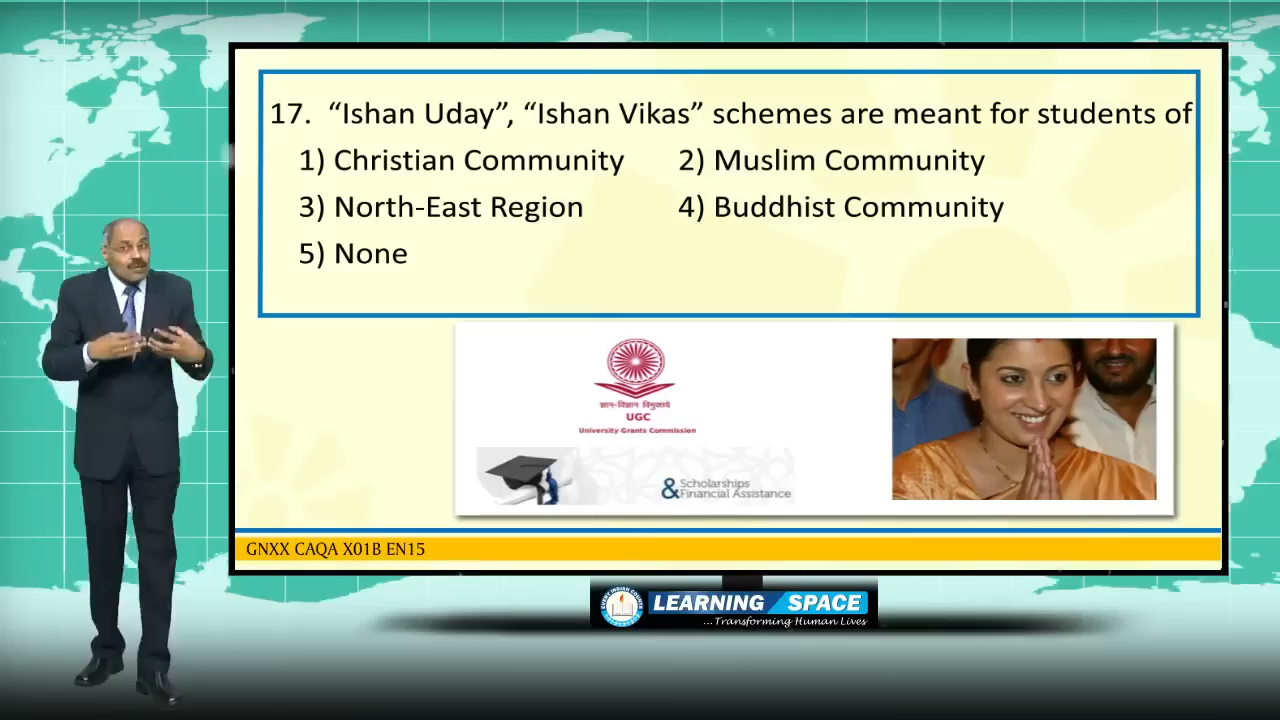 17. “Ishan Uday”, “Ishan Vikas” schemes are meant for students of
1) Christian Community 2) Muslim Community
3) North-East Region 4) Buddhist Community
5) None
ज्ञान-विज्ञान विमुक्तये
UGC
University Grants Commission
& Scholarships
Financial Assistance
GNXX CAQA X01B EN15
LEARNING SPACE
...Transforming Human Lives